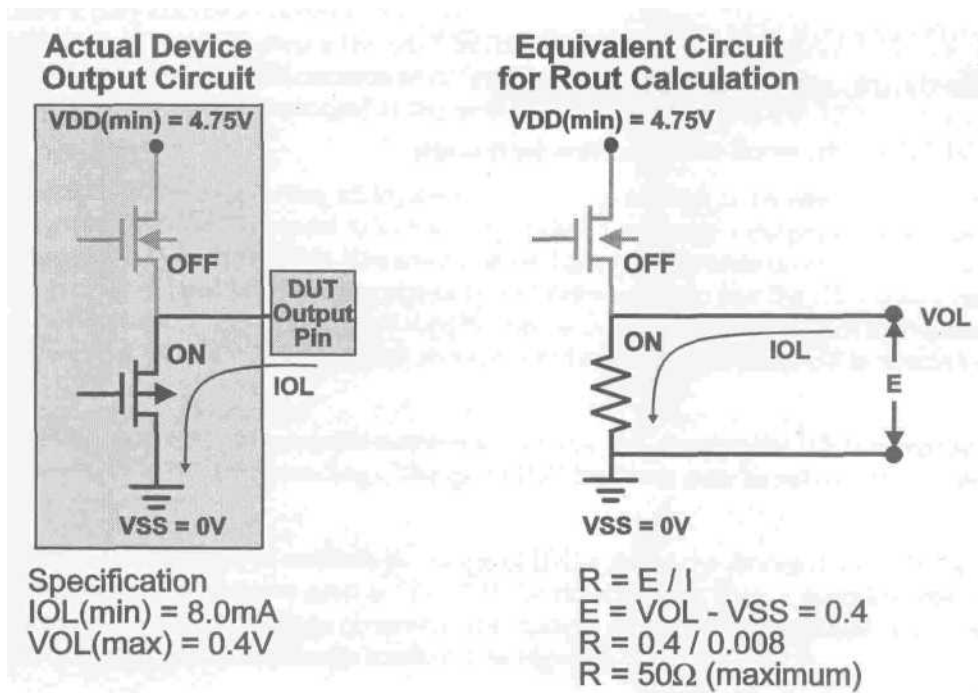 Actual Device
Output Circuit
VDD(min) = 4.75V
OFF
DUT
Output
Pin
ON
IOL
VSS = 0V
Specification
IOL(min) = 8.0mA
VOL(max) = 0.4V
Equivalent Circuit
for Rout Calculation
VDD(min) = 4.75V
OFF
VOL
ON
IOL
E
VSS = 0V
R = E / I
E = VOL - VSS = 0.4
R = 0.4 / 0.008
R = 50Ω (maximum)